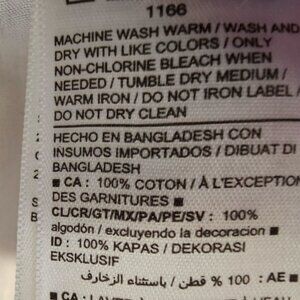 1166
MACHINE WASH WARM / WASH AND
DRY WITH LIKE COLORS / ONLY
NON-CHLORINE BLEACH WHEN
NEEDED / TUMBLE DRY MEDIUM /
WARM IRON / DO NOT IRON LABEL /
DO NOT DRY CLEAN
HECHO EN BANGLADESH CON
INSUMOS IMPORTADOS / DIBUAT DI
BANGLADESH
■ CA : 100% COTTON / À L'EXCEPTION
DES GARNITURES ■
CL/CR/GT/MX/PA/PE/SV : 100%
algodón / excluyendo la decoracion ■
ID : 100% KAPAS / DEKORASI
EKSKLUSIF
■ AE : 100 % قطن / باستثناء الزخارف
■ CA :